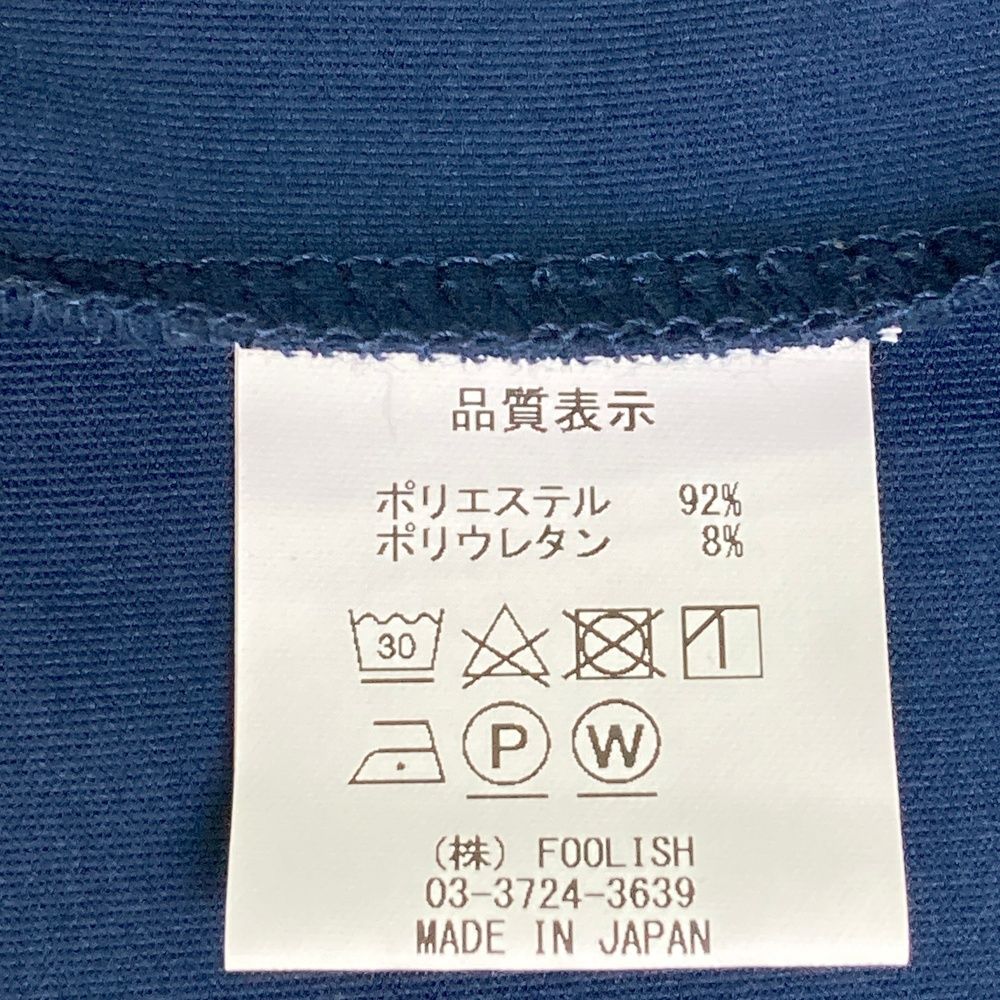 品質表示
ポリエステル 92%
ポリウレタン 8%
30
P W
(株) FOOLISH
03-3724-3639
MADE IN JAPAN